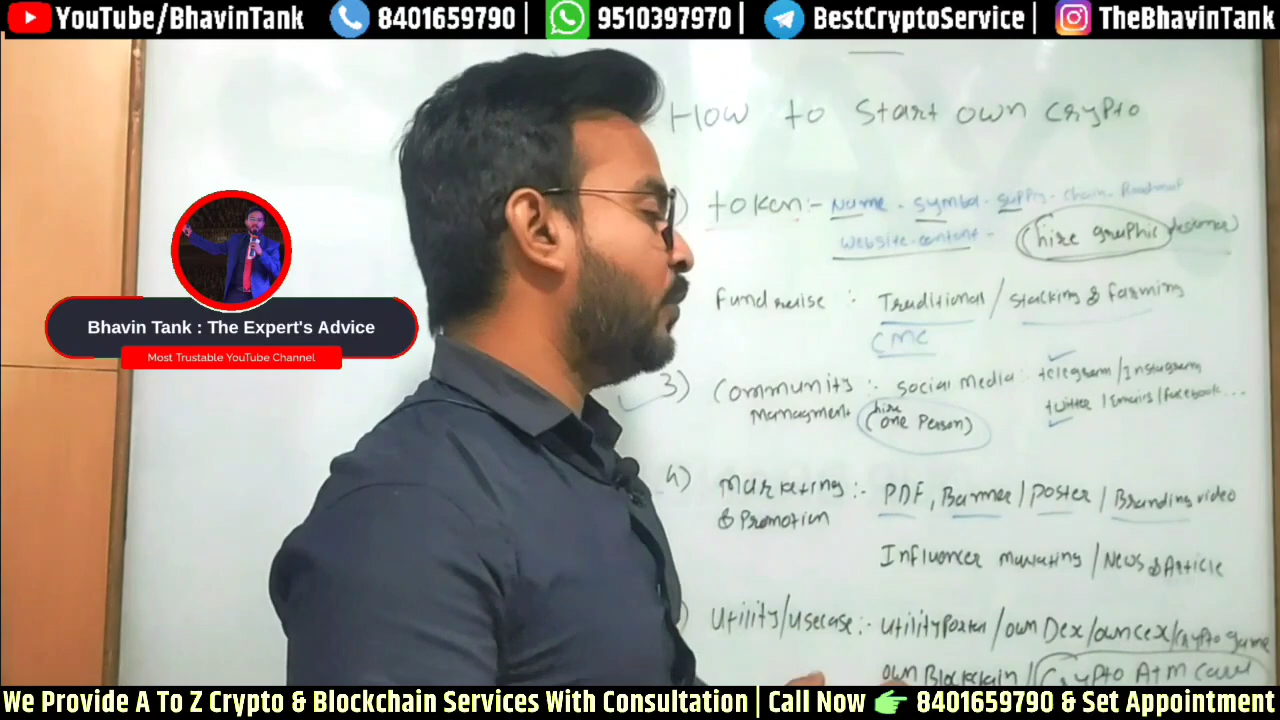 YouTube/BhavinTank 8401659790 | 9510397970 | BestCryptoService | TheBhavinTank
How to Start own crypto
) token:- Name - symbol - supply - chain - Roadmap
website - content - (hire graphic designer)
Fundraise : Traditional / stacking & farming
CMC
Bhavin Tank : The Expert's Advice
Most Trustable YouTube Channel
3) Community :- social media :- telegram / Instagram
Managment (hire one Person) twitter / Emails / facebook...
4) Marketing :- PDF, Banner / Poster / Branding video
& Promotion
Influencer marketing / News & Article
) Utility/usecase :- utility / own Dex / own cex / crypto game
own Blockchain / Crypto ATM card
We Provide A To Z Crypto & Blockchain Services With Consultation | Call Now 👉 8401659790 & Set Appointment